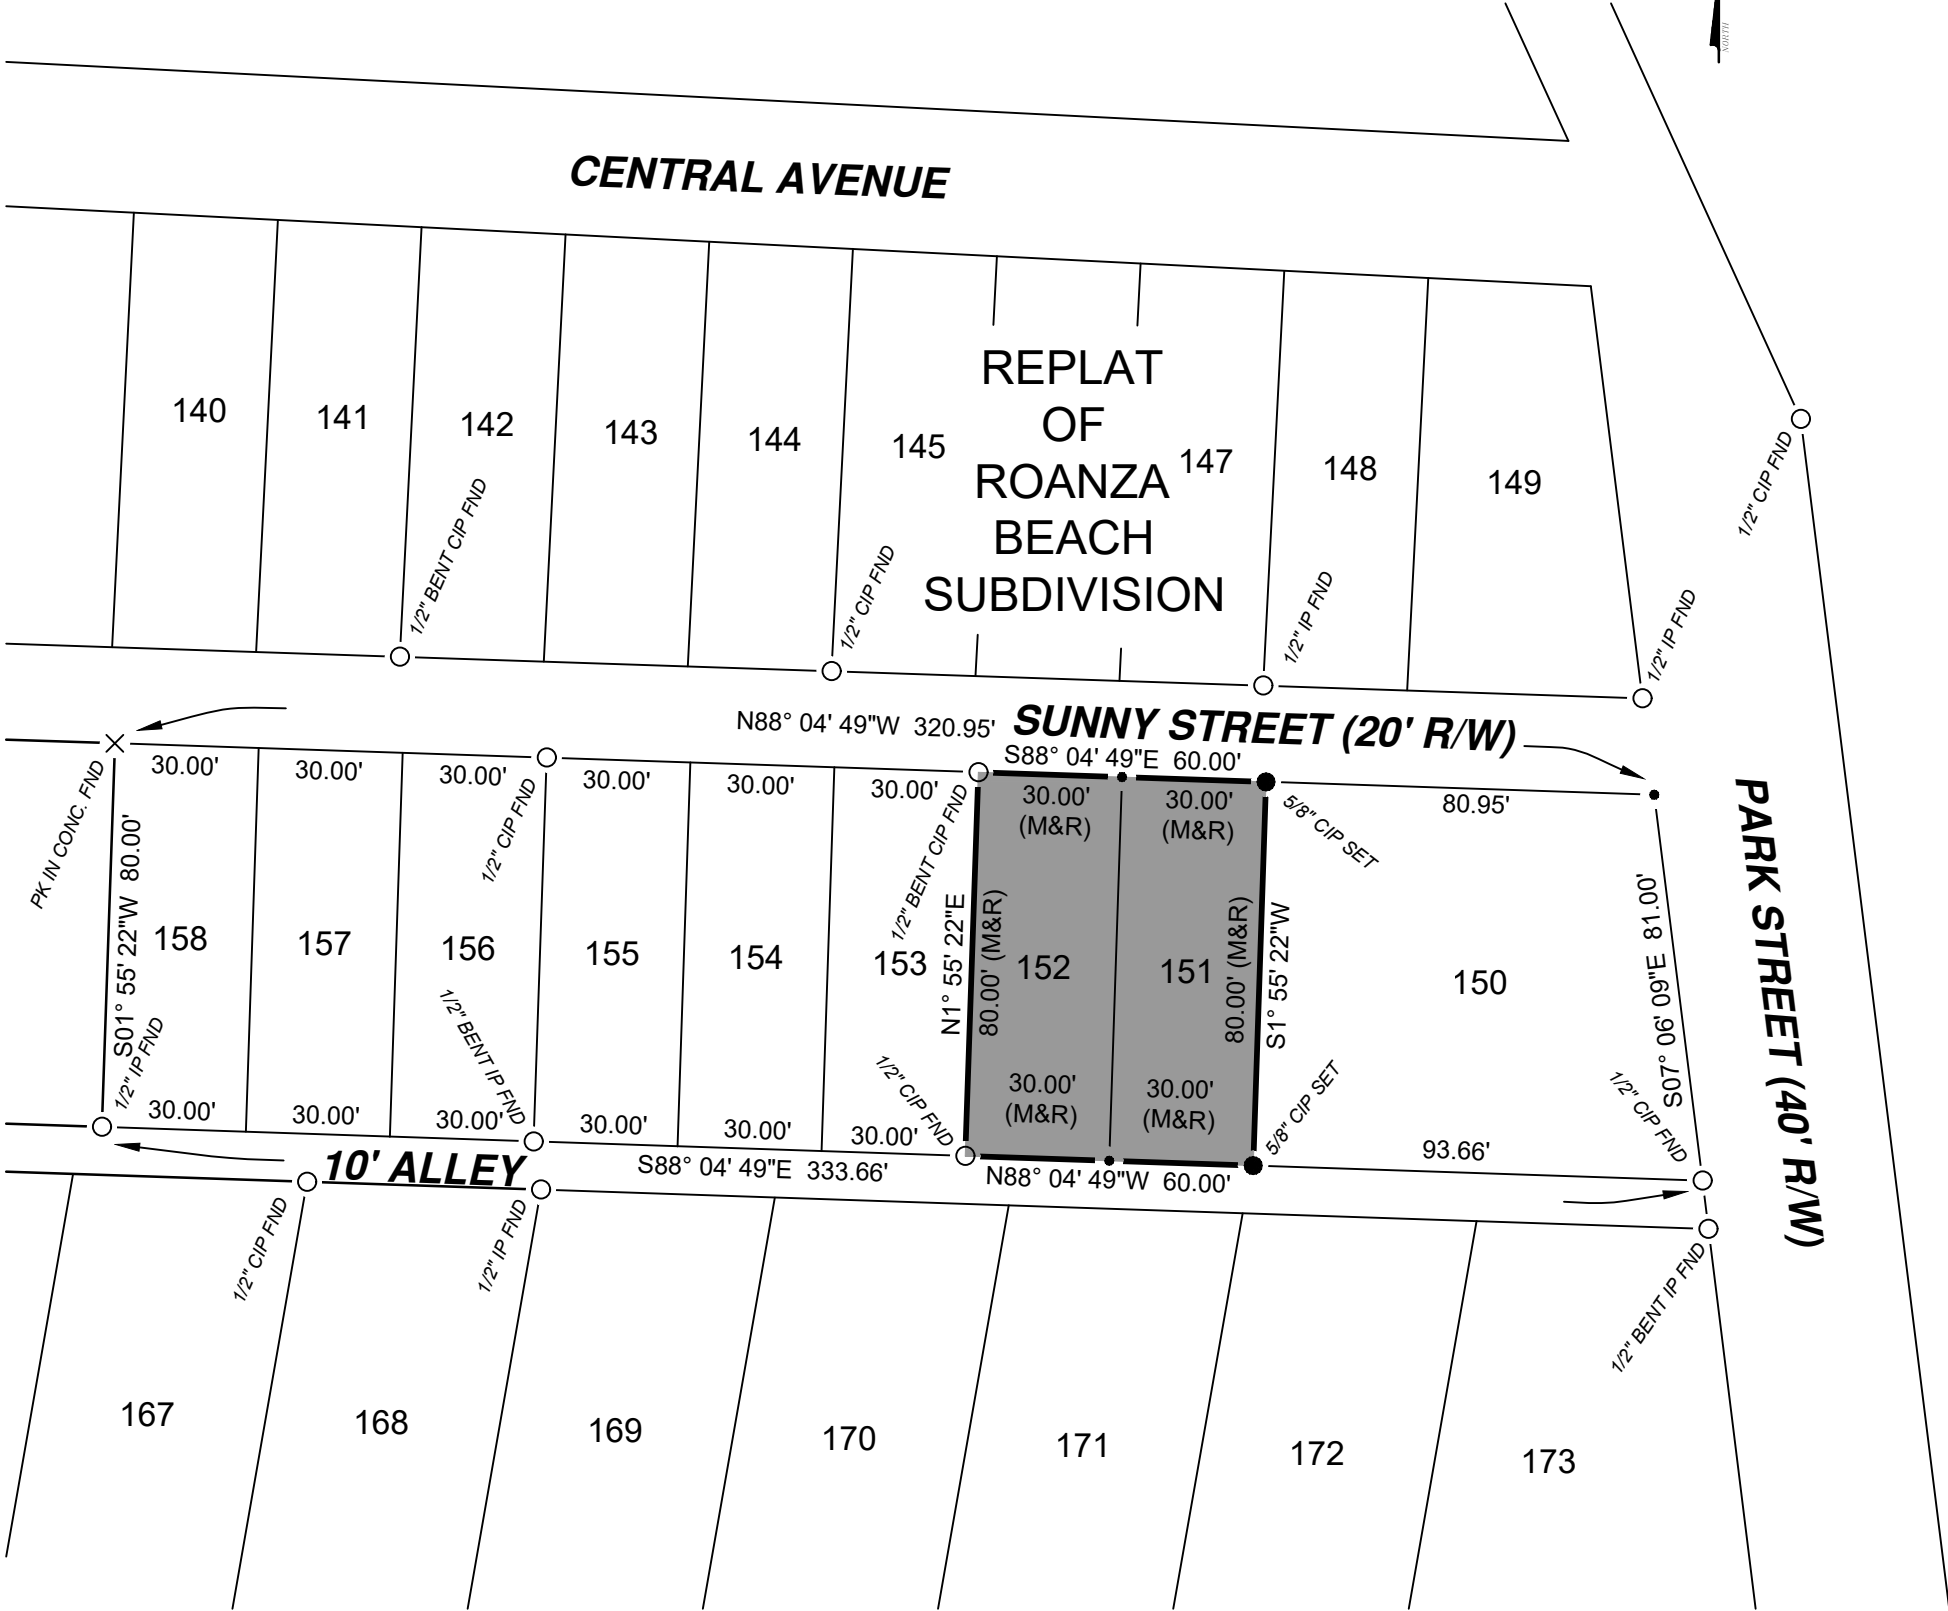 NORTH
CENTRAL AVENUE
REPLAT
OF
ROANZA
BEACH
SUBDIVISION
140
141
142
143
144
145
147
148
149
1/2" BENT CIP FND
1/2" CIP FND
1/2" IP FND
1/2" IP FND
1/2" CIP FND
N88° 04' 49"W 320.95'
SUNNY STREET (20' R/W)
S88° 04' 49"E 60.00'
30.00'
30.00'
30.00'
30.00'
30.00'
30.00'
30.00'
(M&R)
30.00'
(M&R)
80.95'
PK IN CONC. FND
1/2" CIP FND
1/2" BENT CIP FND
5/8" CIP SET
S01° 55' 22"W 80.00'
N1° 55' 22"E
80.00' (M&R)
80.00' (M&R)
S1° 55' 22"W
S07° 06' 09"E 81.00'
PARK STREET (40' R/W)
158
157
156
155
154
153
152
151
150
1/2" IP FND
1/2" BENT IP FND
1/2" CIP FND
5/8" CIP SET
1/2" CIP FND
30.00'
30.00'
30.00'
30.00'
30.00'
30.00'
30.00'
(M&R)
30.00'
(M&R)
93.66'
10' ALLEY
S88° 04' 49"E 333.66'
N88° 04' 49"W 60.00'
1/2" CIP FND
1/2" IP FND
1/2" BENT IP FND
167
168
169
170
171
172
173